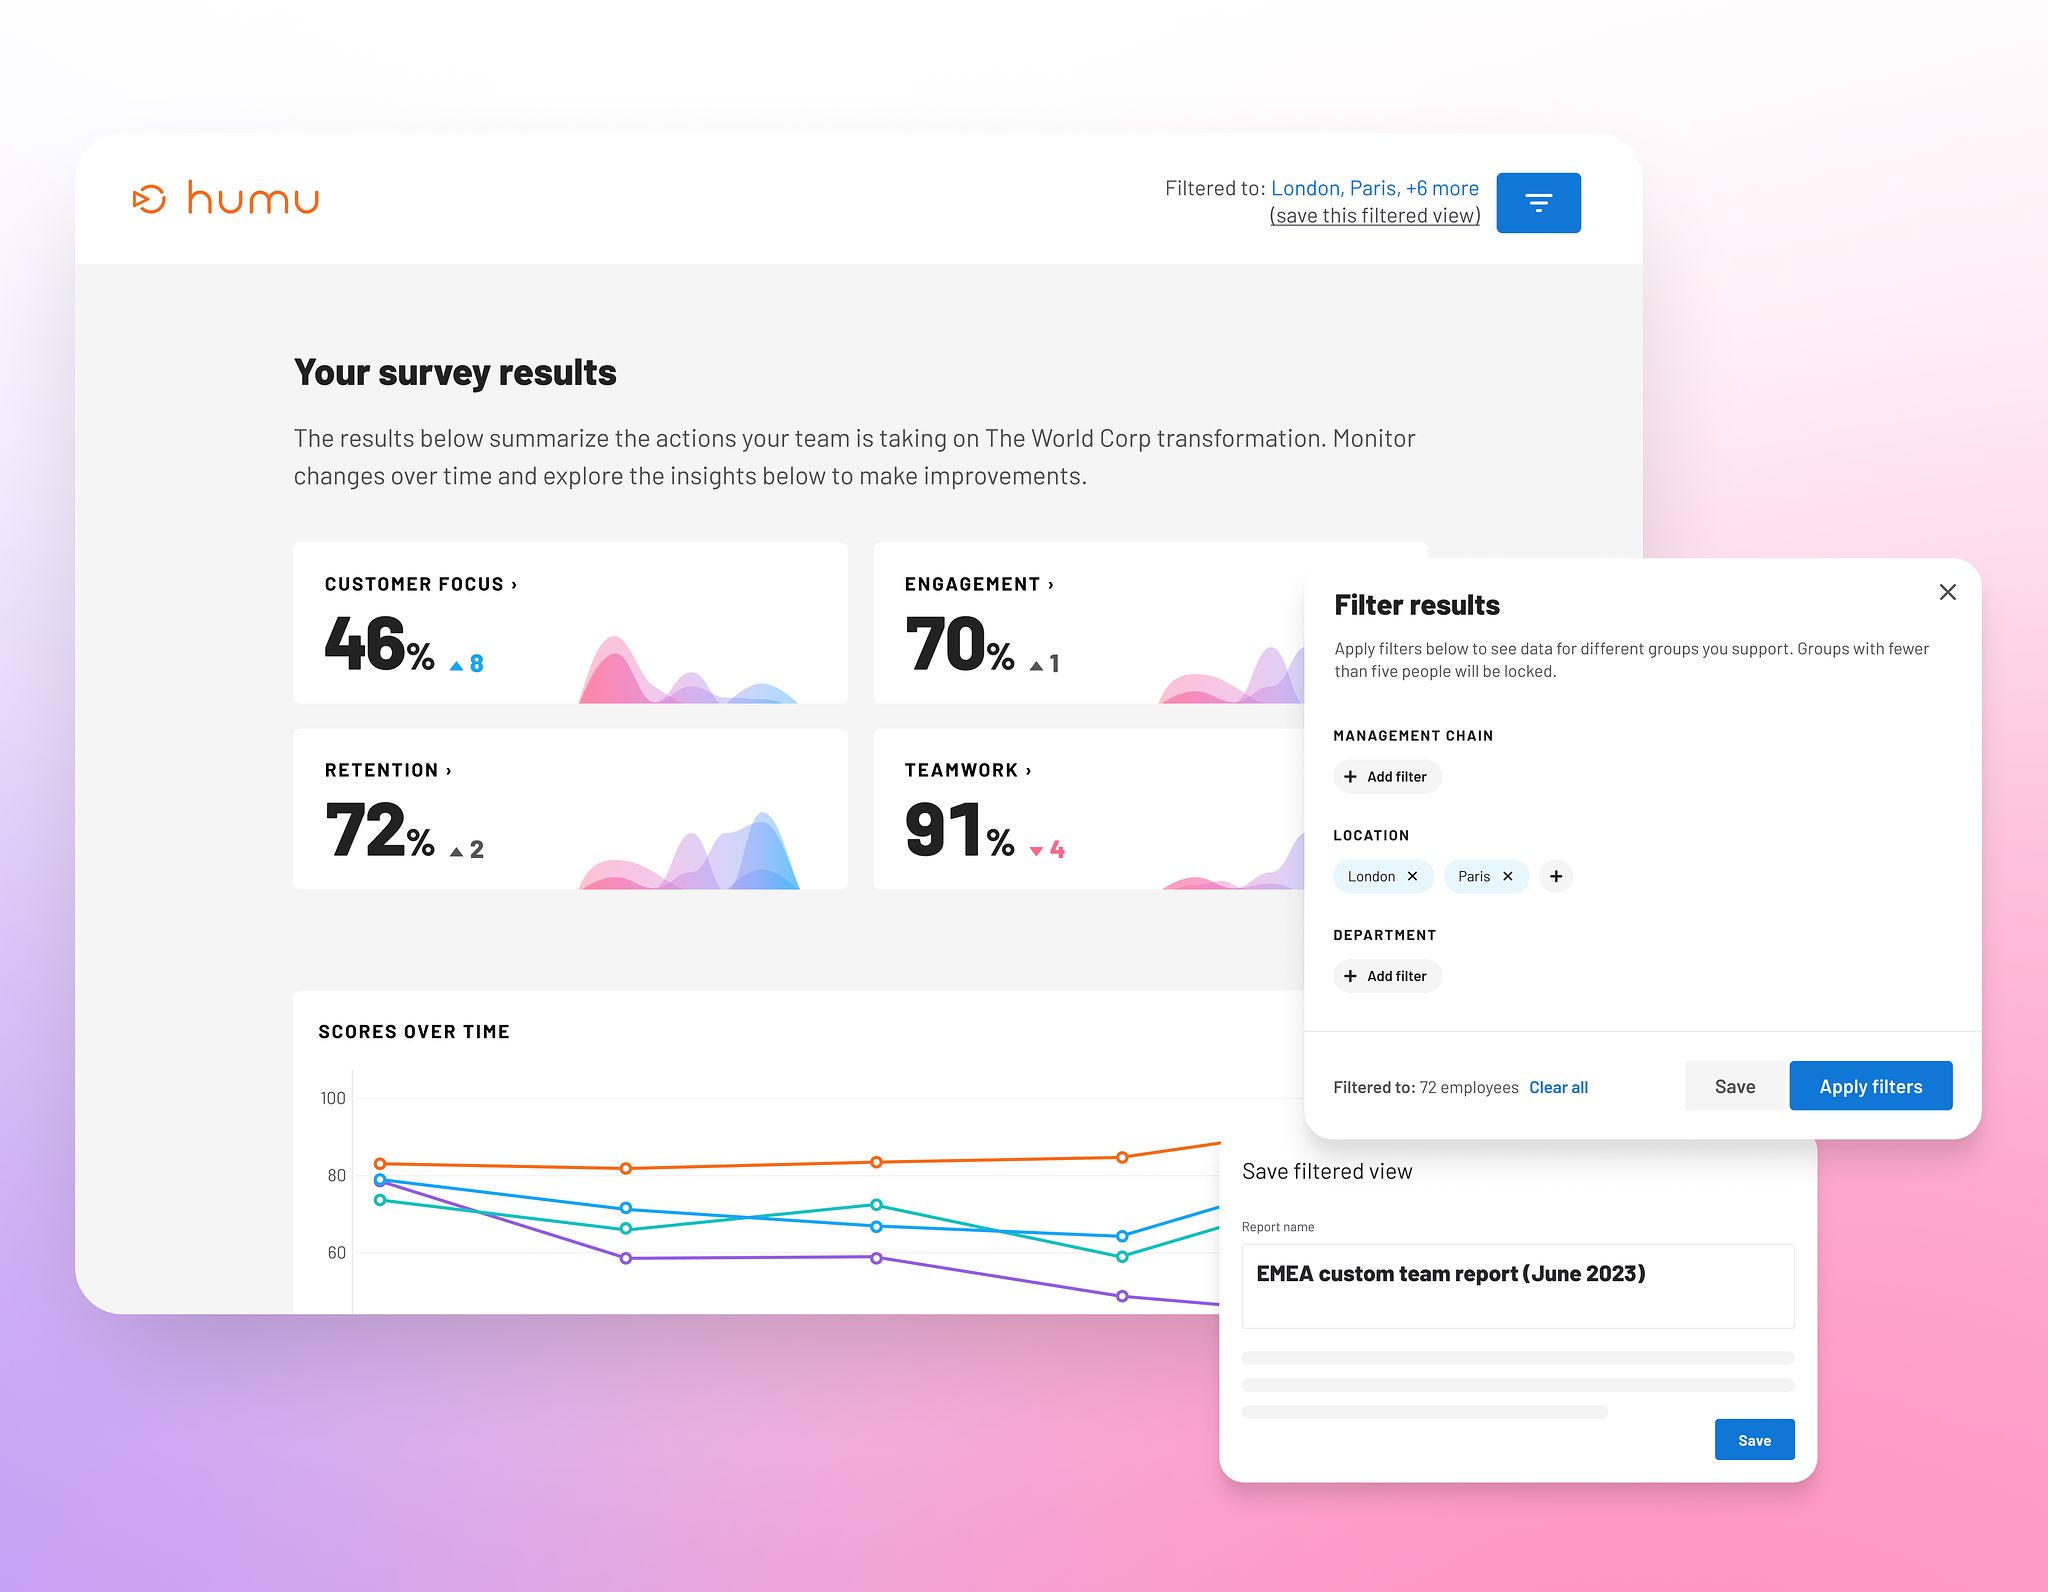 humu
Filtered to: London, Paris, +6 more
(save this filtered view)
Your survey results
The results below summarize the actions your team is taking on The World Corp transformation. Monitor
changes over time and explore the insights below to make improvements.
CUSTOMER FOCUS ›
46% ▲ 8
ENGAGEMENT ›
70% ▲ 1
RETENTION ›
72% ▲ 2
TEAMWORK ›
91% ▼ 4
SCORES OVER TIME
100
80
60
Filter results
Apply filters below to see data for different groups you support. Groups with fewer
than five people will be locked.
MANAGEMENT CHAIN
+ Add filter
LOCATION
London × Paris × +
DEPARTMENT
+ Add filter
Filtered to: 72 employees Clear all
Save
Apply filters
Save filtered view
Report name
EMEA custom team report (June 2023)
Save